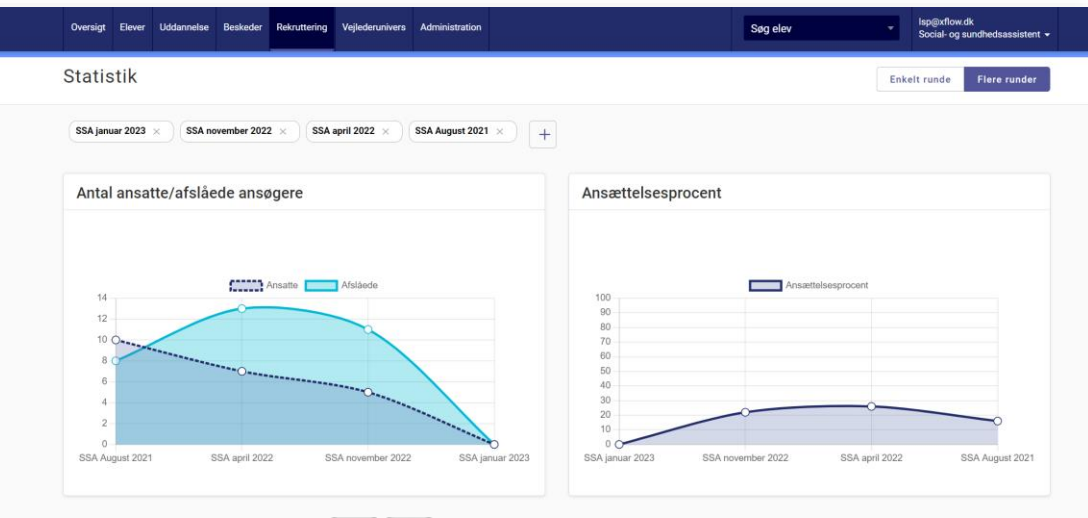 Oversigt Elever Uddannelse Beskeder Rekruttering Vejlederunivers Administration Søg elev lsp@xflow.dk
Social- og sundhedsassistent
Statistik Enkelt runde Flere runder
SSA januar 2023 × SSA november 2022 × SSA april 2022 × SSA August 2021 × +
Antal ansatte/afslåede ansøgere
Ansatte Afslåede
14
12
10
8
6
4
2
0
SSA August 2021 SSA april 2022 SSA november 2022 SSA januar 2023
Ansættelsesprocent
Ansættelsesprocent
100
90
80
70
60
50
40
30
20
10
0
SSA januar 2023 SSA november 2022 SSA april 2022 SSA August 2021